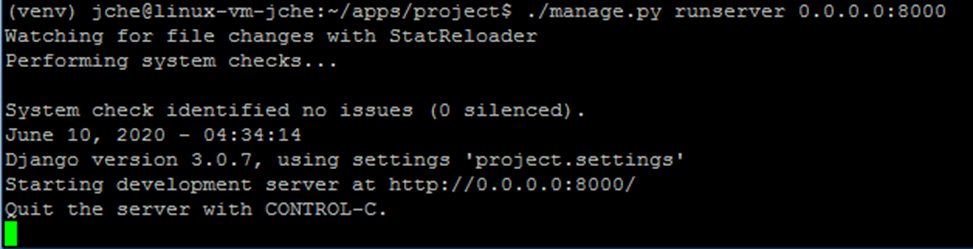 (venv) jche@linux-vm-jche:~/apps/project$ ./manage.py runserver 0.0.0.0:8000
Watching for file changes with StatReloader
Performing system checks...
System check identified no issues (0 silenced).
June 10, 2020 - 04:34:14
Django version 3.0.7, using settings 'project.settings'
Starting development server at http://0.0.0.0:8000/
Quit the server with CONTROL-C.